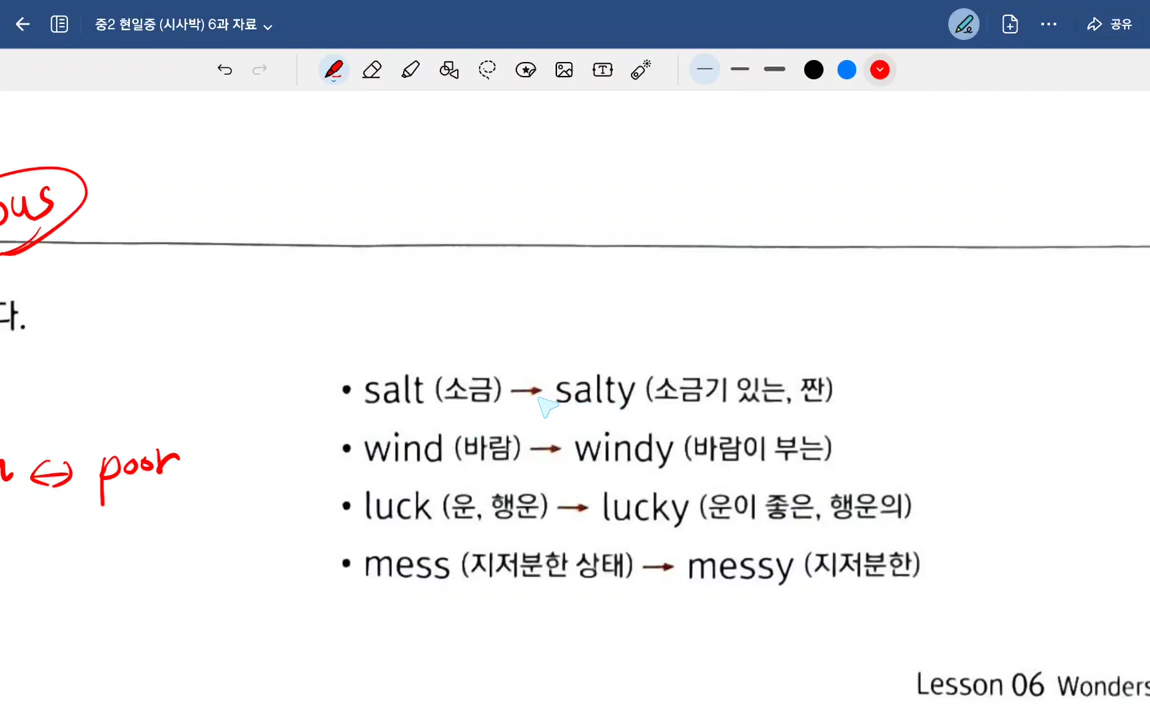 중2 현일중 (시사박) 6과 자료
공유
ous
다.
• salt (소금) → salty (소금기 있는, 짠)
• wind (바람) → windy (바람이 부는)
↔ poor
• luck (운, 행운) → lucky (운이 좋은, 행운의)
• mess (지저분한 상태) → messy (지저분한)
Lesson 06 Wonders